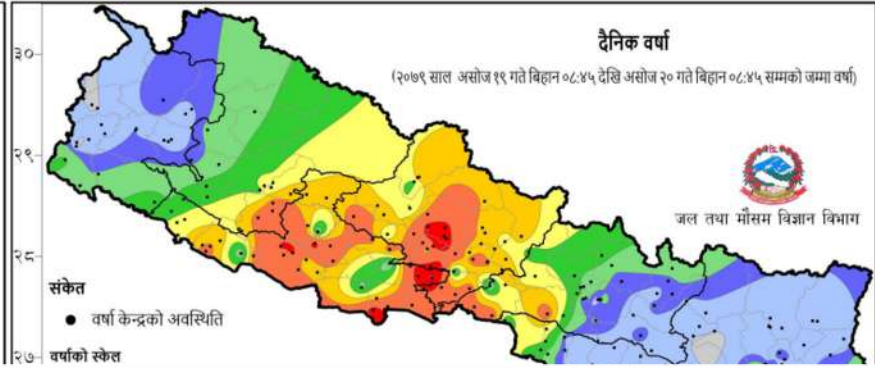 दैनिक वर्षा
(२०७९ साल असोज १९ गते बिहान ०८:४५ देखि असोज २० गते बिहान ०८:४५ सम्मको जम्मा वर्षा)
जल तथा मौसम विज्ञान विभाग
३०
२९
२८
२७
संकेत
वर्षा केन्द्रको अवस्थिति
वर्षाको स्केल